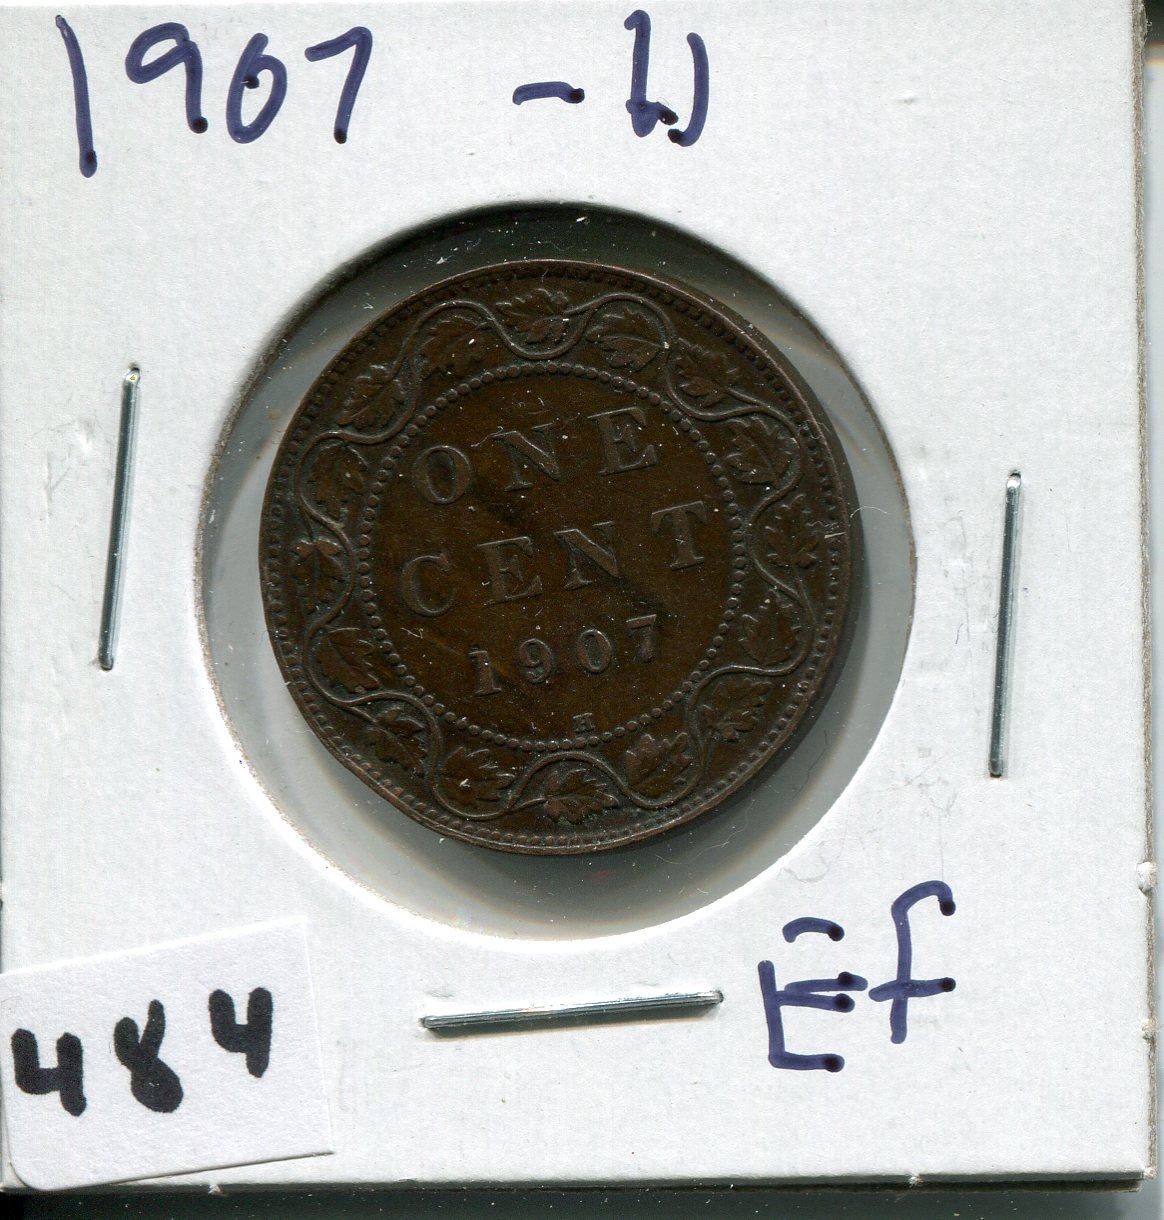 1907 - H
ONE
CENT
1907
H
EF
484